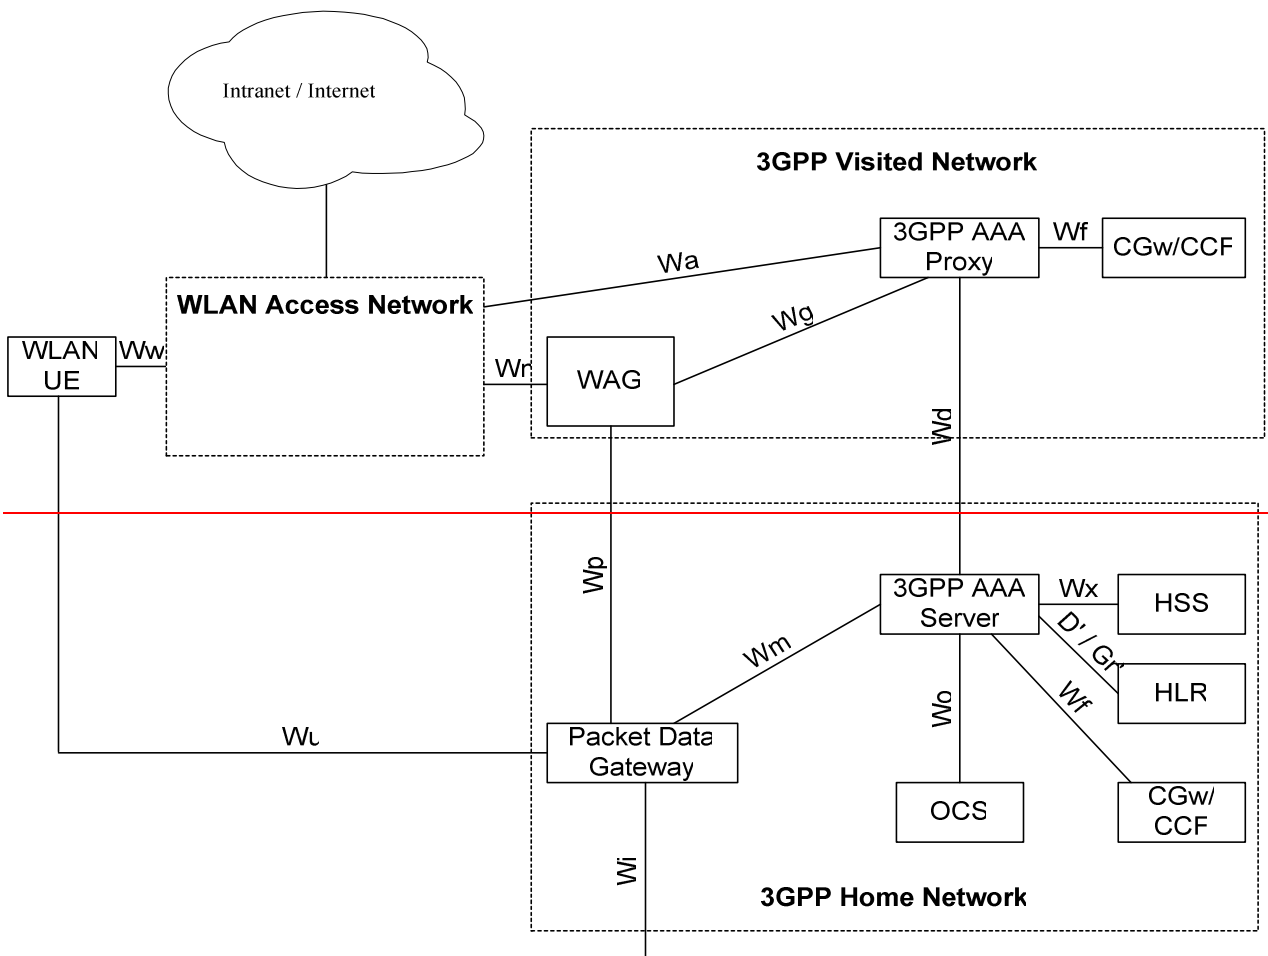 Intranet / Internet
3GPP Visited Network
3GPP AAA
Proxy
Wf
CGw/CCF
Wa
WLAN Access Network
Wg
WLAN
UE
Ww
Wn
WAG
Wd
Wp
3GPP AAA
Server
Wx
HSS
D' / Gr'
HLR
Wm
Wo
Wf
Wu
Packet Data
Gateway
OCS
CGw/
CCF
Wi
3GPP Home Network